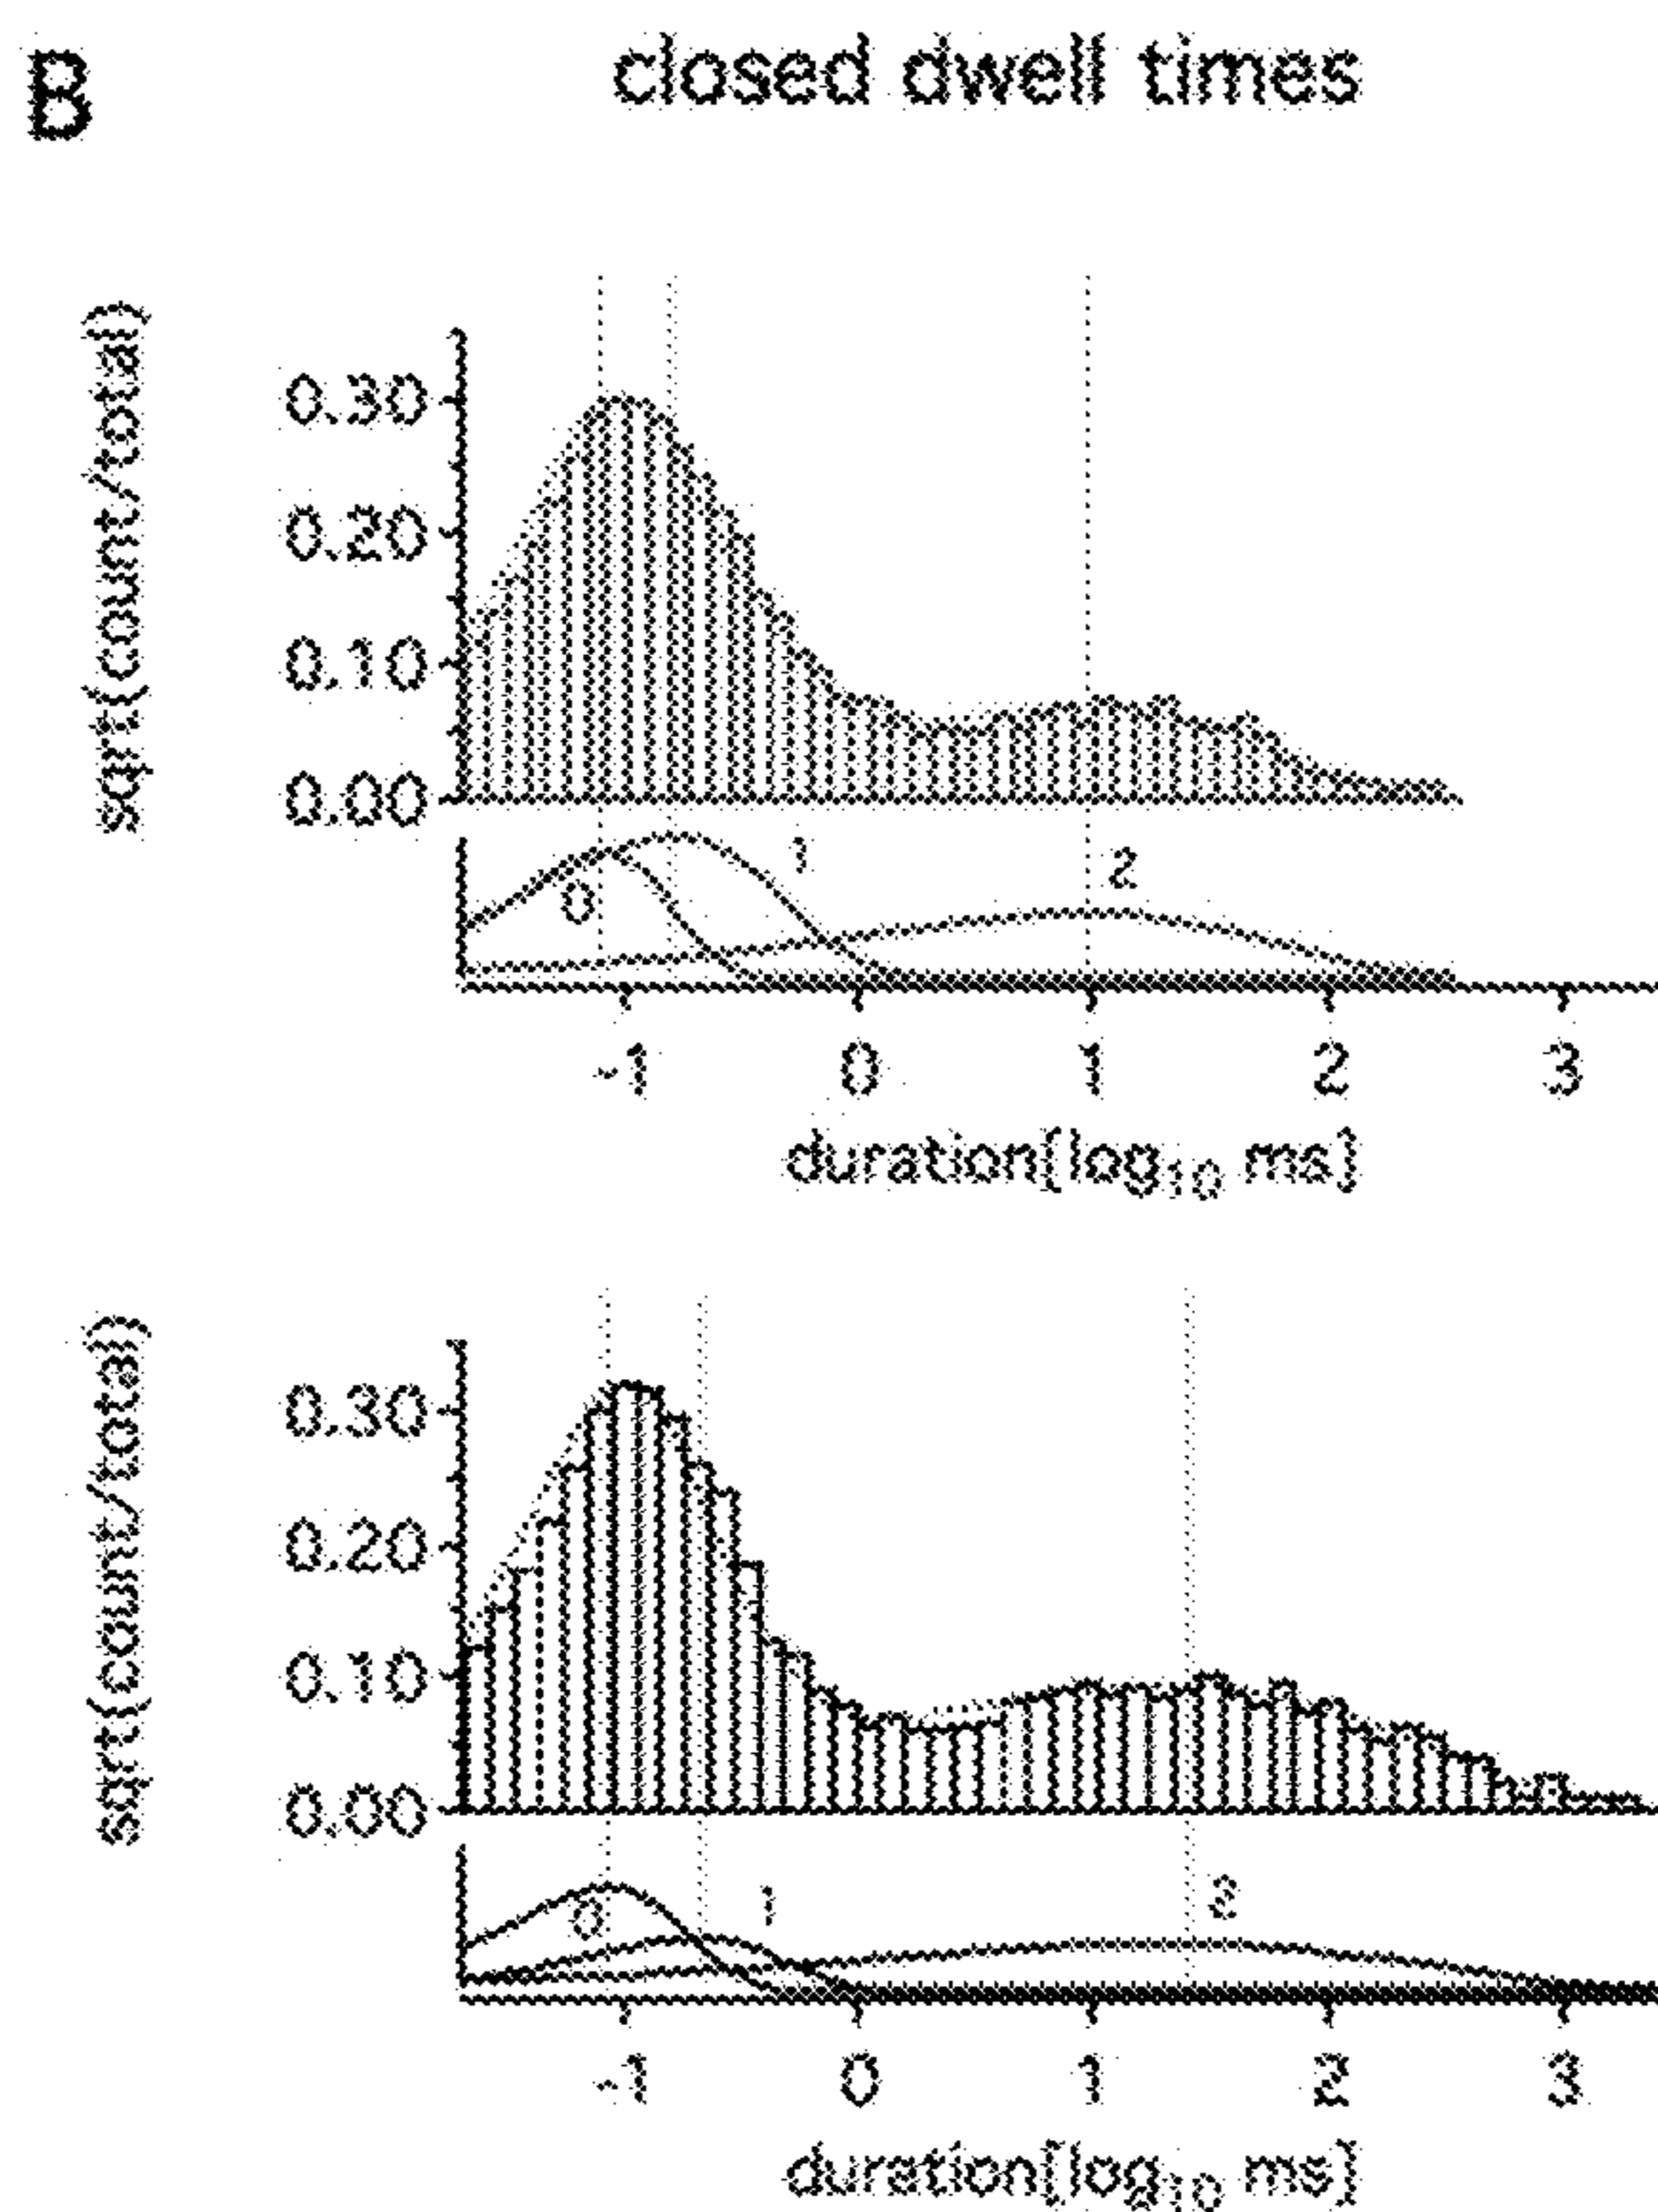 B
closed dwell times
sqrt(count/total)
0.30
0.20
0.10
0.00
0
1
2
-1 0 1 2 3
duration[log10 ms]
sqrt(count/total)
0.30
0.20
0.10
0.00
0
1
2
-1 0 1 2 3
duration[log10 ms]